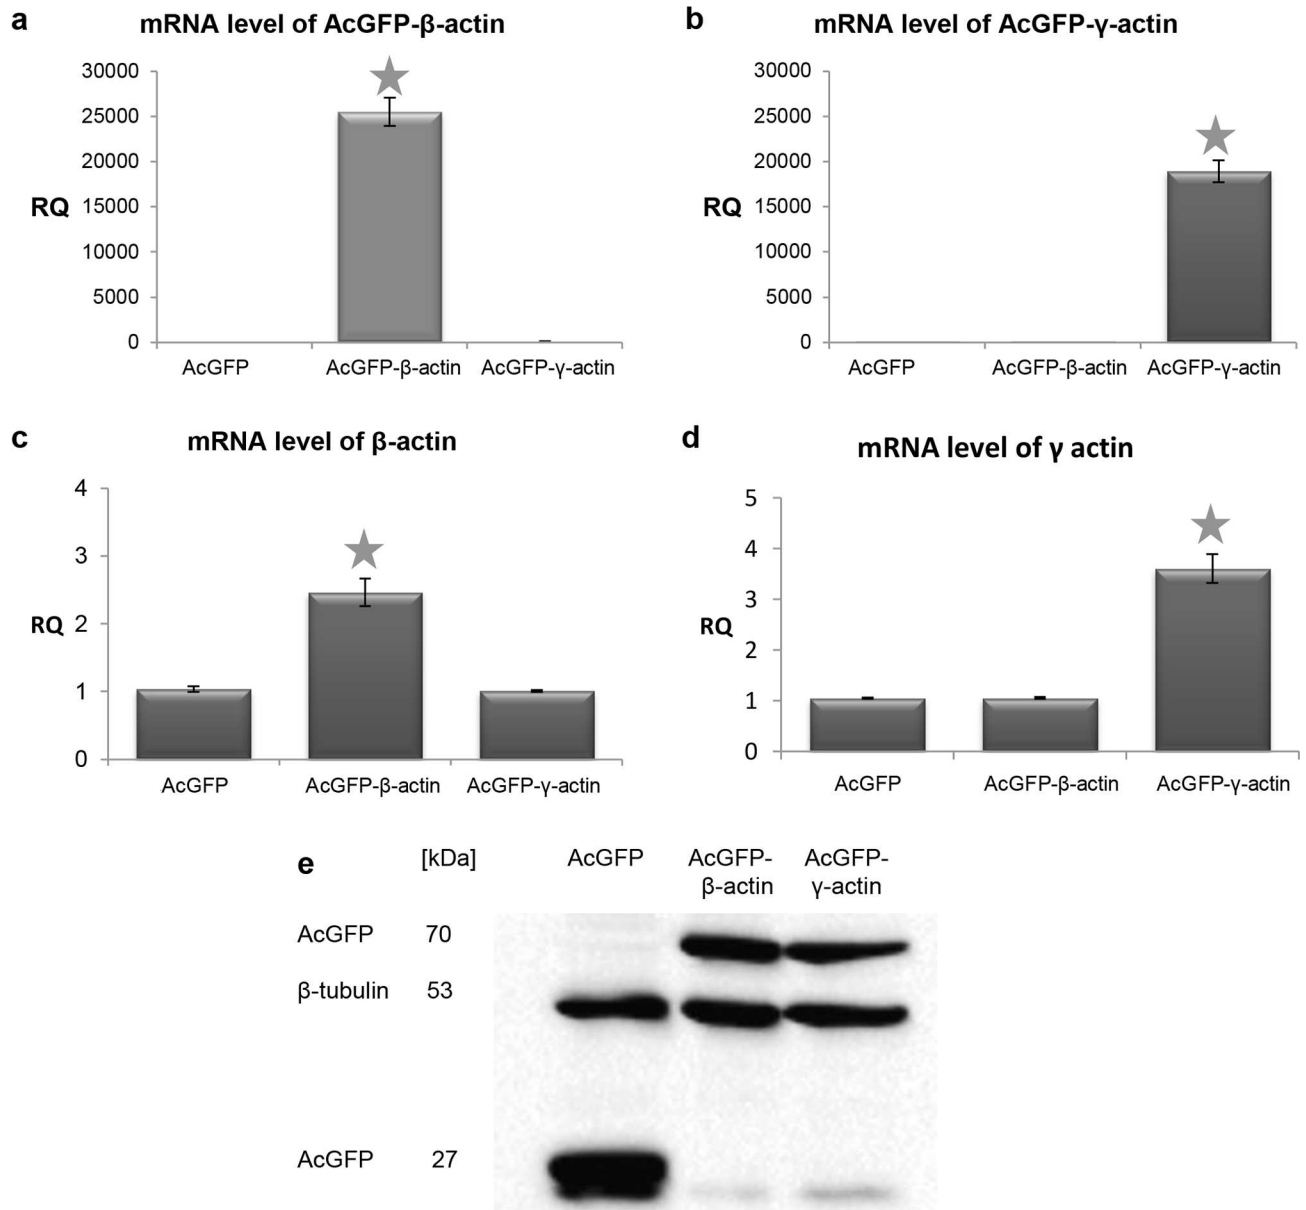 a
mRNA level of AcGFP-β-actin
30000
25000
20000
15000
10000
5000
0
RQ
AcGFP AcGFP-β-actin AcGFP-γ-actin
b
mRNA level of AcGFP-γ-actin
30000
25000
20000
15000
10000
5000
0
RQ
AcGFP AcGFP-β-actin AcGFP-γ-actin
c
mRNA level of β-actin
4
3
2
1
0
RQ
AcGFP AcGFP-β-actin AcGFP-γ-actin
d
mRNA level of γ actin
5
4
3
2
1
0
RQ
AcGFP AcGFP-β-actin AcGFP-γ-actin
e
[kDa]
AcGFP
AcGFP-
β-actin
AcGFP-
γ-actin
AcGFP 70
β-tubulin 53
AcGFP 27